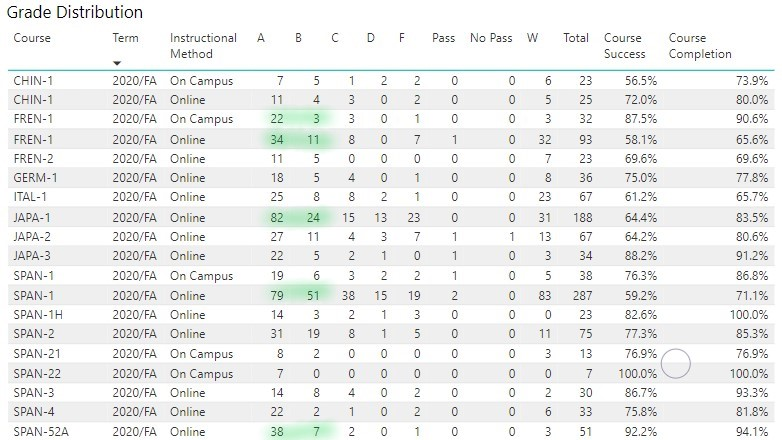 Grade Distribution
Course Term Instructional Method A B C D F Pass No Pass W Total Course Success Course Completion
CHIN-1 2020/FA On Campus 7 5 1 2 2 0 0 6 23 56.5% 73.9%
CHIN-1 2020/FA Online 11 4 3 0 2 0 0 5 25 72.0% 80.0%
FREN-1 2020/FA On Campus 22 3 3 0 1 0 0 3 32 87.5% 90.6%
FREN-1 2020/FA Online 34 11 8 0 7 1 0 32 93 58.1% 65.6%
FREN-2 2020/FA Online 11 5 0 0 0 0 0 7 23 69.6% 69.6%
GERM-1 2020/FA Online 18 5 4 0 1 0 0 8 36 75.0% 77.8%
ITAL-1 2020/FA Online 25 8 8 2 1 0 0 23 67 61.2% 65.7%
JAPA-1 2020/FA Online 82 24 15 13 23 0 0 31 188 64.4% 83.5%
JAPA-2 2020/FA Online 27 11 4 3 7 1 1 13 67 64.2% 80.6%
JAPA-3 2020/FA Online 22 5 2 1 0 1 0 3 34 88.2% 91.2%
SPAN-1 2020/FA On Campus 19 6 3 2 2 1 0 5 38 76.3% 86.8%
SPAN-1 2020/FA Online 79 51 38 15 19 2 0 83 287 59.2% 71.1%
SPAN-1H 2020/FA Online 14 3 2 1 3 0 0 0 23 82.6% 100.0%
SPAN-2 2020/FA Online 31 19 8 1 5 0 0 11 75 77.3% 85.3%
SPAN-21 2020/FA On Campus 8 2 0 0 0 0 0 3 13 76.9% 76.9%
SPAN-22 2020/FA On Campus 7 0 0 0 0 0 0 0 7 100.0% 100.0%
SPAN-3 2020/FA Online 14 8 4 0 2 0 0 2 30 86.7% 93.3%
SPAN-4 2020/FA Online 22 2 1 0 2 0 0 6 33 75.8% 81.8%
SPAN-52A 2020/FA Online 38 7 2 0 1 0 0 3 51 92.2% 94.1%